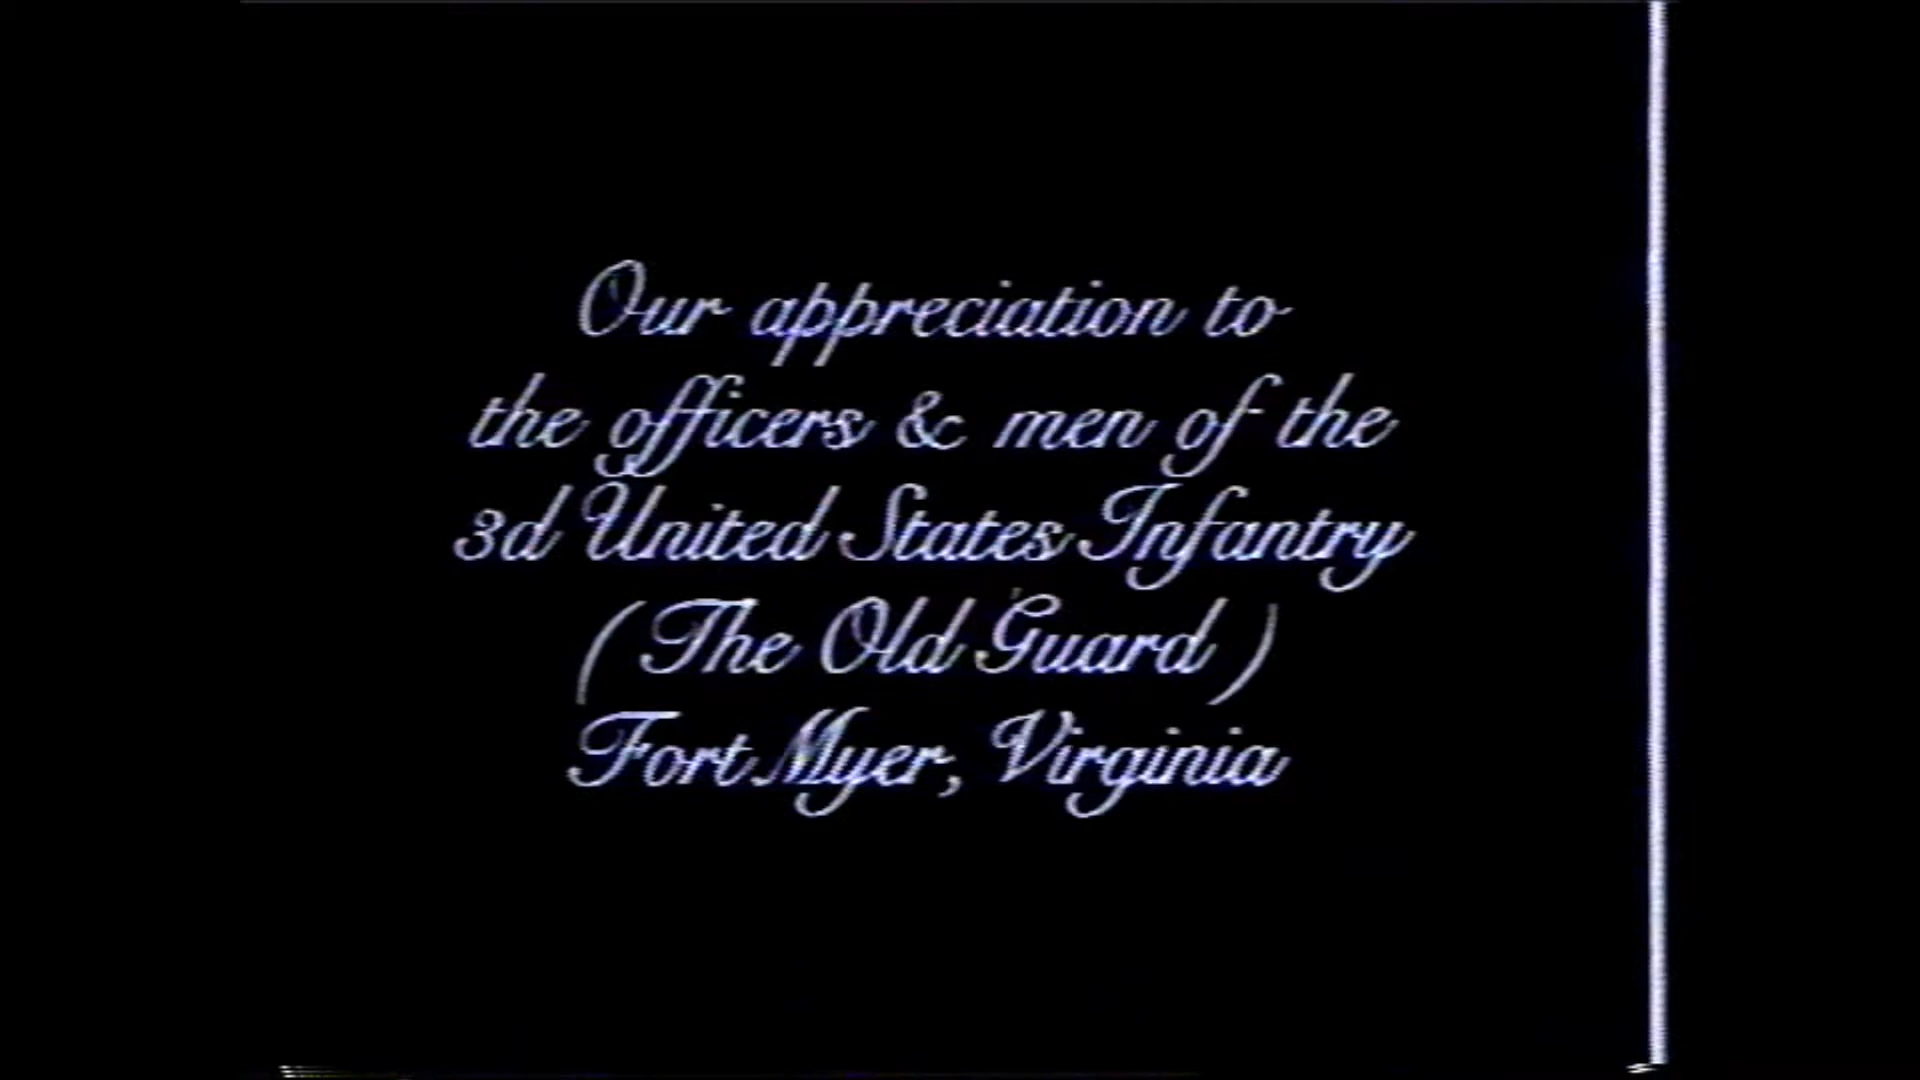 Our appreciation to
the officers & men of the
3d United States Infantry
(The Old Guard)
Fort Myer, Virginia